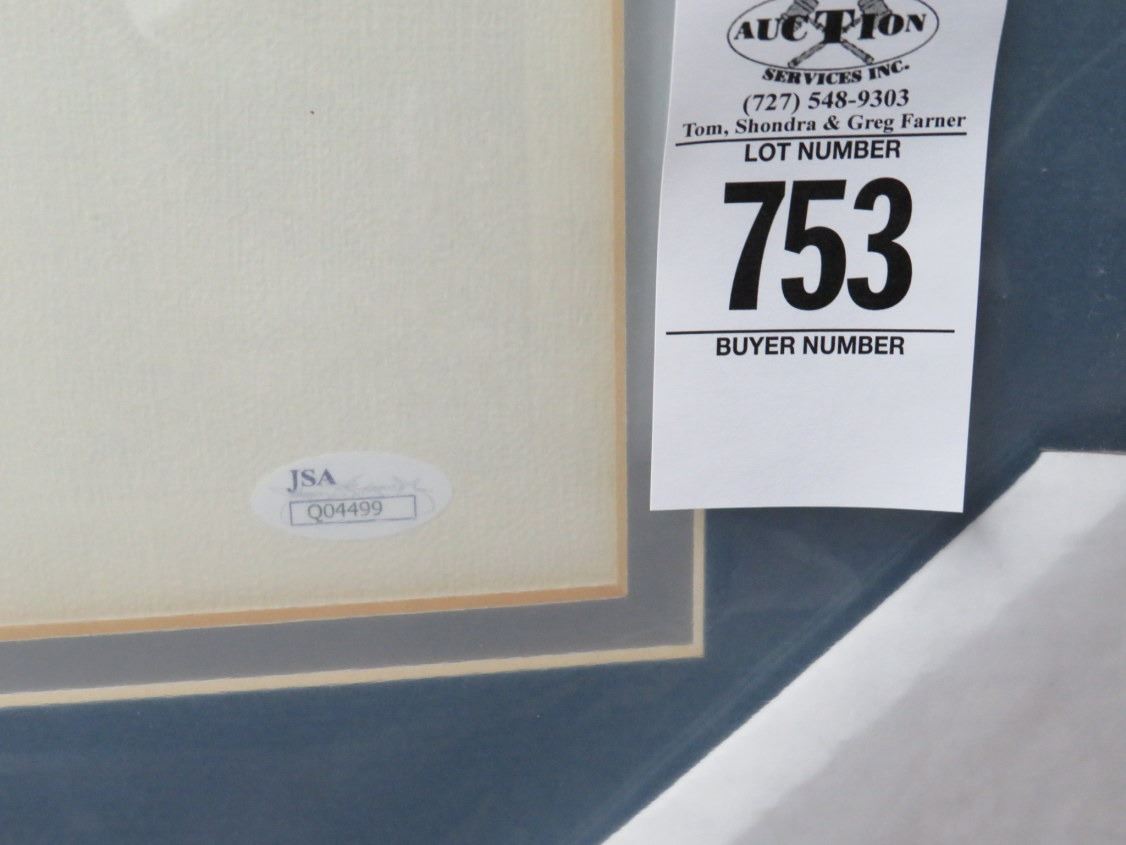 AUCTION
SERVICES INC.
(727) 548-9303
Tom, Shondra & Greg Farner
LOT NUMBER
753
BUYER NUMBER
JSA
Q04499